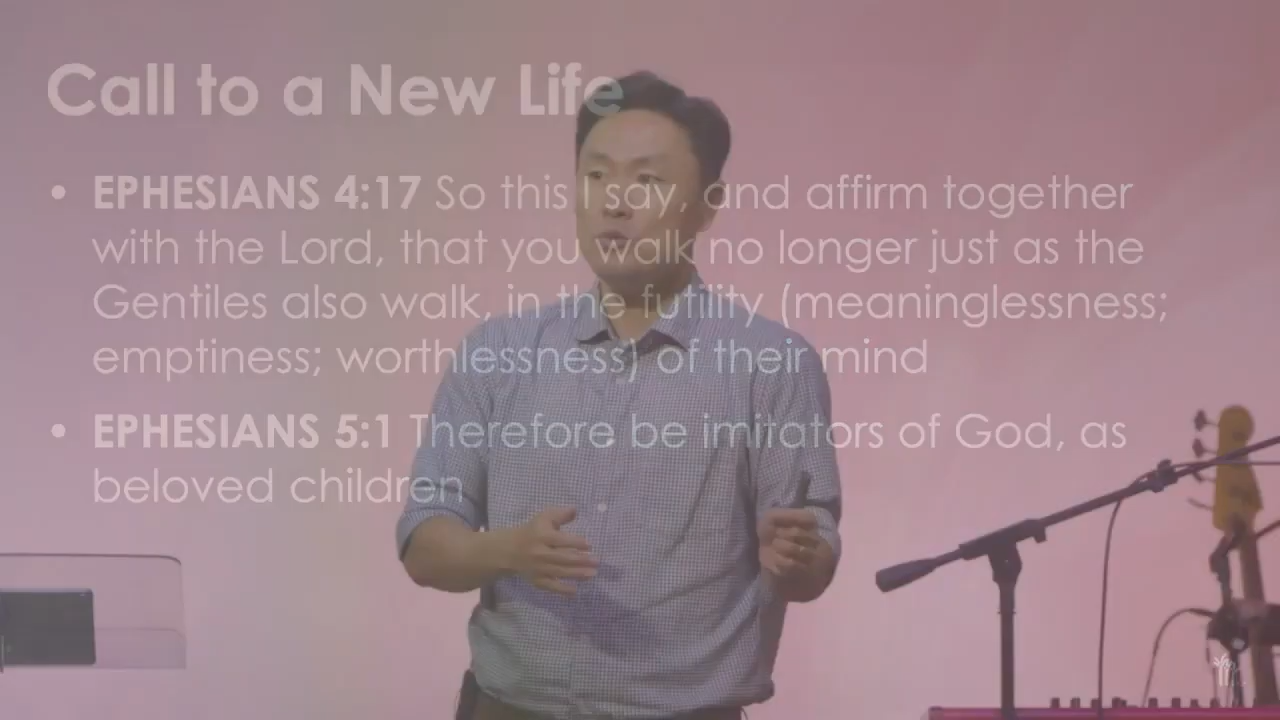 Call to a New Life
• EPHESIANS 4:17 So this I say, and affirm together
with the Lord, that you walk no longer just as the
Gentiles also walk, in the futility (meaninglessness;
emptiness; worthlessness) of their mind
• EPHESIANS 5:1 Therefore be imitators of God, as
beloved children